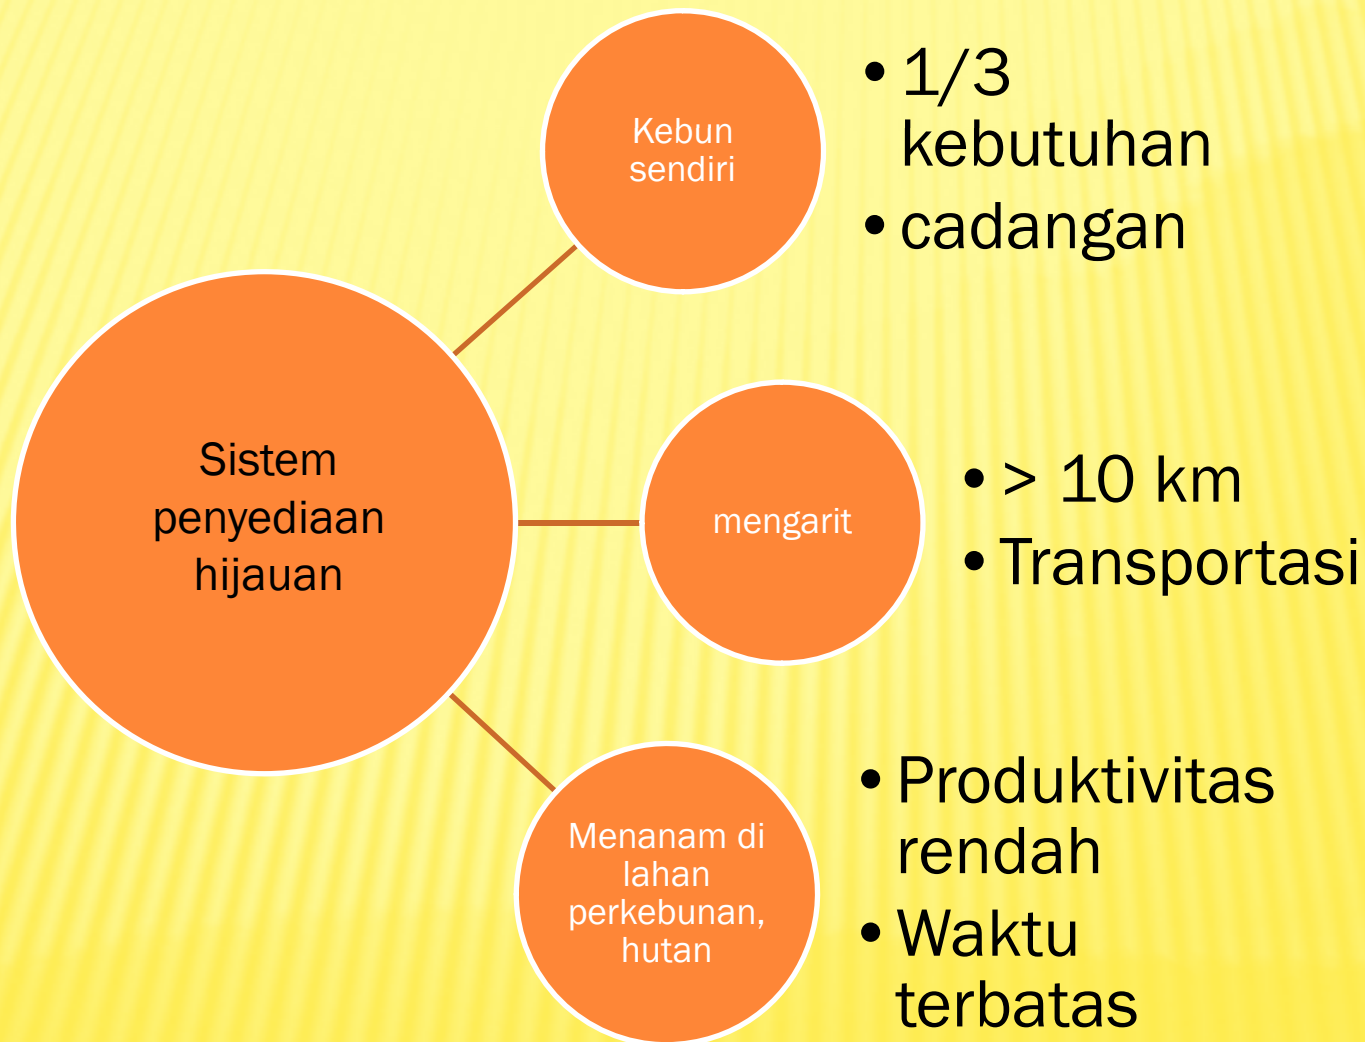 Sistem
penyediaan
hijauan
Kebun
sendiri
• 1/3
kebutuhan
• cadangan
mengarit
• > 10 km
• Transportasi
Menanam di
lahan
perkebunan,
hutan
• Produktivitas
rendah
• Waktu
terbatas